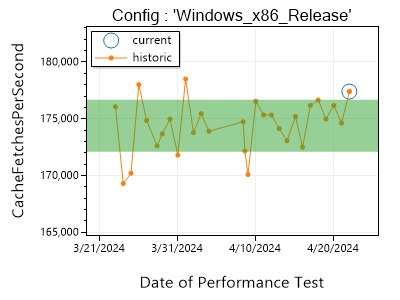 Config : 'Windows_x86_Release'
current
historic
CacheFetchesPerSecond
180,000
175,000
170,000
165,000
3/21/2024
3/31/2024
4/10/2024
4/20/2024
Date of Performance Test